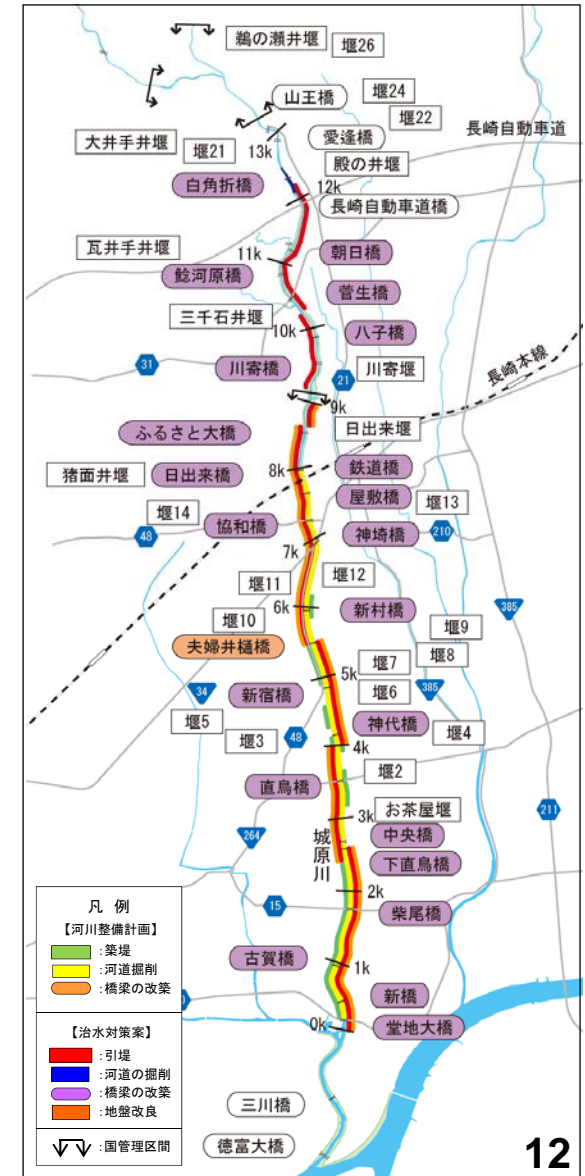 鵜の瀬井堰
堰26
山王橋
堰24
堰22
大井手井堰
13k
愛逢橋
長崎自動車道
堰21
殿の井堰
白角折橋
12k
長崎自動車道橋
瓦井手井堰
11k
朝日橋
鯰河原橋
菅生橋
三千石井堰
10k
八子橋
31
川寄橋
21
川寄堰
長崎本線
9k
ふるさと大橋
日出来堰
猪面井堰
日出来橋
8k
鉄道橋
屋敷橋
堰13
堰14
48
協和橋
神埼橋
210
7k
堰11
堰12
堰10
6k
新村橋
385
堰9
夫婦井樋橋
堰8
堰7
5k
34
新宿橋
堰6
385
堰5
堰3
48
神代橋
堰4
4k
堰2
直鳥橋
3k
お茶屋堰
211
264
城原川
中央橋
下直鳥橋
2k
15
柴尾橋
古賀橋
1k
新橋
0k
堂地大橋
三川橋
徳富大橋
凡 例
【河川整備計画】
:築堤
:河道掘削
:橋梁の改築
【治水対策案】
:引堤
:河道の掘削
:橋梁の改築
:地盤改良
:国管理区間
12